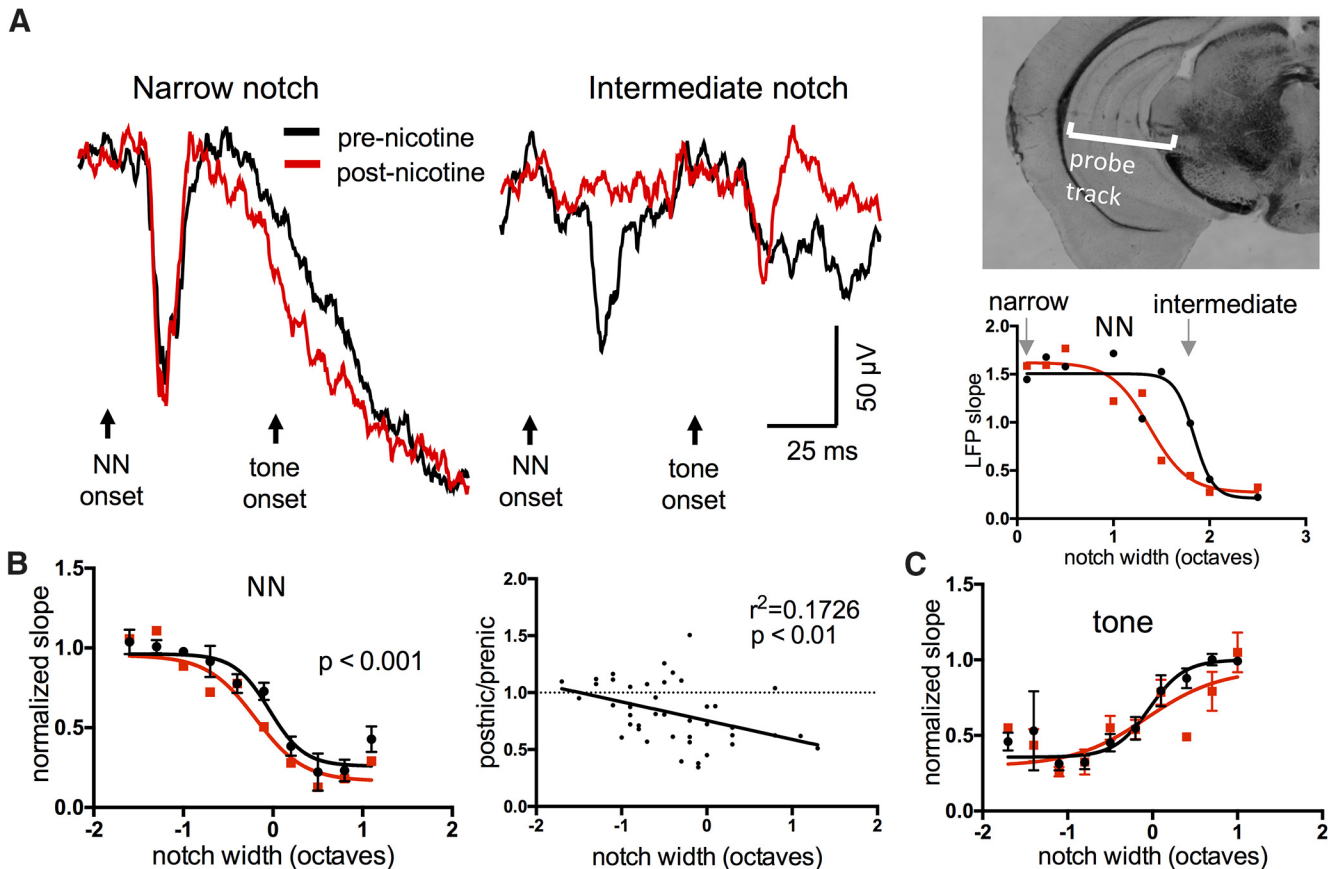 A
Narrow notch
pre-nicotine
post-nicotine
NN
onset
tone
onset
Intermediate notch
NN
onset
tone
onset
50 µV
25 ms
probe
track
narrow
NN
intermediate
LFP slope
2.0
1.5
1.0
0.5
0.0
0
1
2
3
notch width (octaves)
B
NN
p < 0.001
normalized slope
1.5
1.0
0.5
0.0
-2
-1
0
1
2
notch width (octaves)
r2=0.1726
p < 0.01
postnic/prenic
2.0
1.5
1.0
0.5
0.0
-2
-1
0
1
2
notch width (octaves)
C
tone
normalized slope
1.5
1.0
0.5
0.0
-2
-1
0
1
2
notch width (octaves)